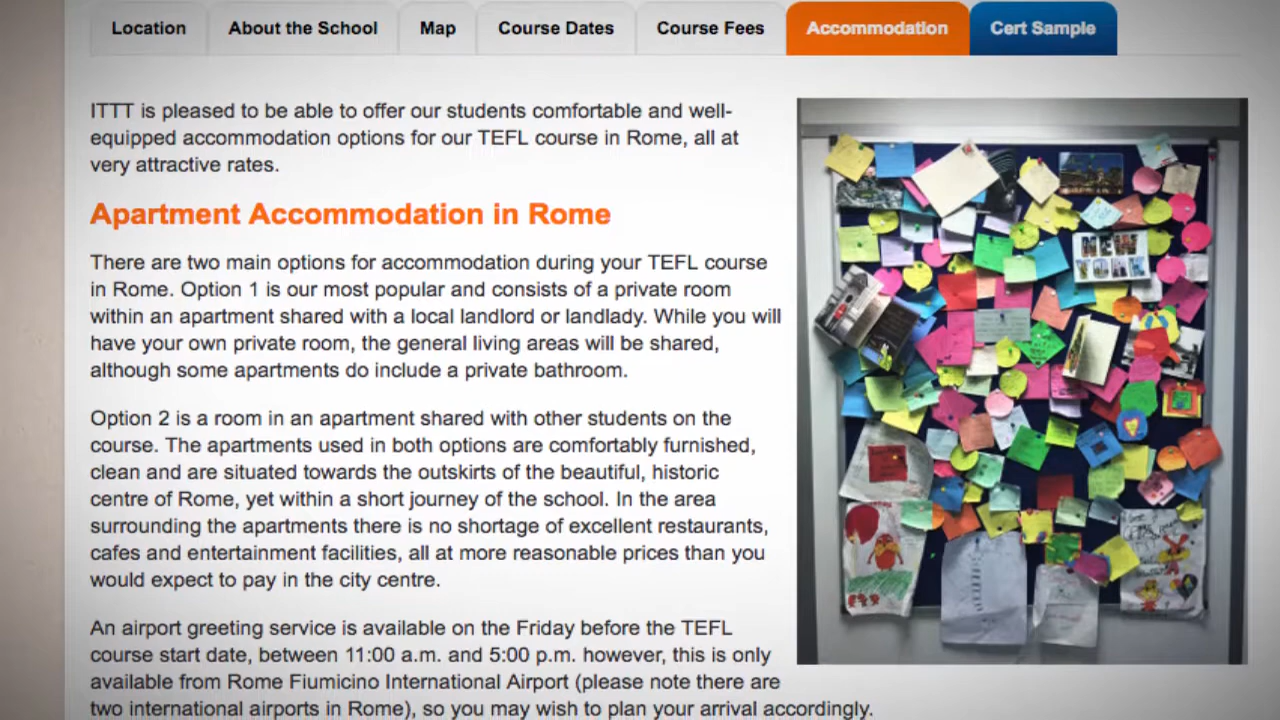 Location
About the School
Map
Course Dates
Course Fees
Accommodation
Cert Sample
ITTT is pleased to be able to offer our students comfortable and well-
equipped accommodation options for our TEFL course in Rome, all at
very attractive rates.
Apartment Accommodation in Rome
There are two main options for accommodation during your TEFL course
in Rome. Option 1 is our most popular and consists of a private room
within an apartment shared with a local landlord or landlady. While you will
have your own private room, the general living areas will be shared,
although some apartments do include a private bathroom.
Option 2 is a room in an apartment shared with other students on the
course. The apartments used in both options are comfortably furnished,
clean and are situated towards the outskirts of the beautiful, historic
centre of Rome, yet within a short journey of the school. In the area
surrounding the apartments there is no shortage of excellent restaurants,
cafes and entertainment facilities, all at more reasonable prices than you
would expect to pay in the city centre.
An airport greeting service is available on the Friday before the TEFL
course start date, between 11:00 a.m. and 5:00 p.m. however, this is only
available from Rome Fiumicino International Airport (please note there are
two international airports in Rome), so you may wish to plan your arrival accordingly.